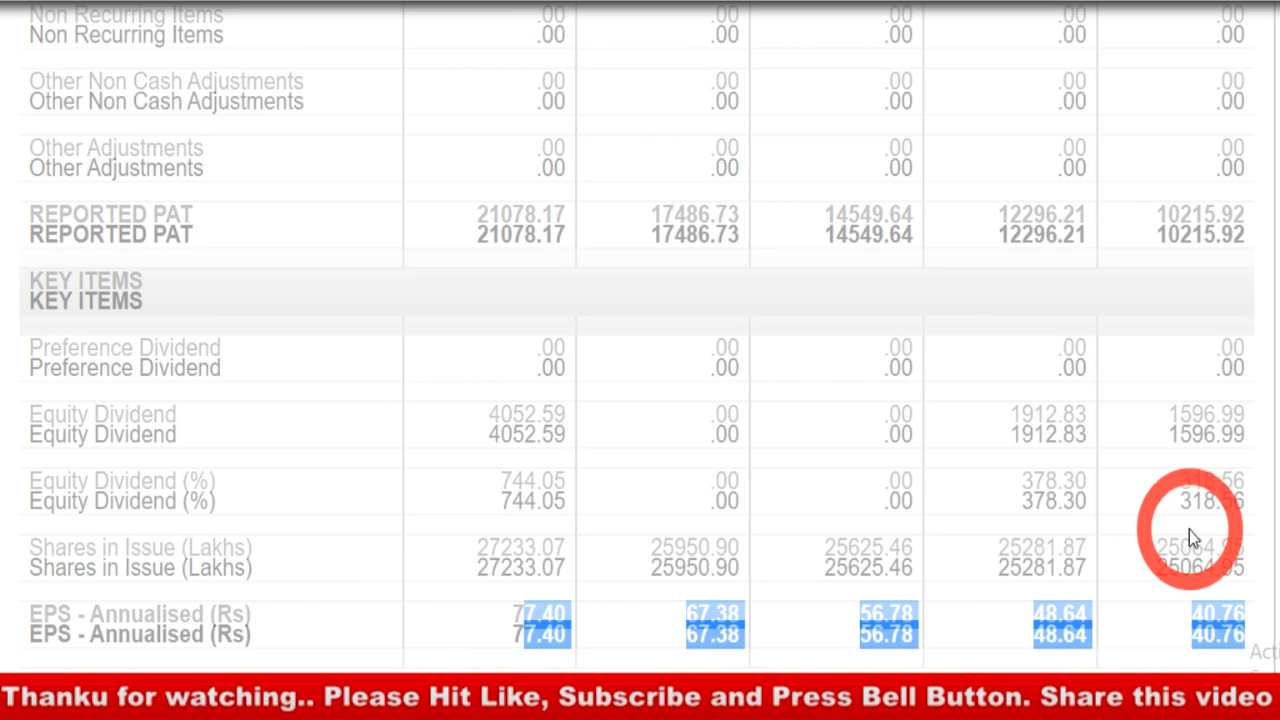 Non Recurring Items .00 .00 .00 .00 .00
Non Recurring Items .00 .00 .00 .00 .00
Other Non Cash Adjustments .00 .00 .00 .00 .00
Other Non Cash Adjustments .00 .00 .00 .00 .00
Other Adjustments .00 .00 .00 .00 .00
Other Adjustments .00 .00 .00 .00 .00
REPORTED PAT 21078.17 17486.73 14549.64 12296.21 10215.92
REPORTED PAT 21078.17 17486.73 14549.64 12296.21 10215.92
KEY ITEMS
KEY ITEMS
Preference Dividend .00 .00 .00 .00 .00
Preference Dividend .00 .00 .00 .00 .00
Equity Dividend 4052.59 .00 .00 1912.83 1596.99
Equity Dividend 4052.59 .00 .00 1912.83 1596.99
Equity Dividend (%) 744.05 .00 .00 378.30 318.56
Equity Dividend (%) 744.05 .00 .00 378.30 318.56
Shares in Issue (Lakhs) 27233.07 25950.90 25625.46 25281.87 25064.95
Shares in Issue (Lakhs) 27233.07 25950.90 25625.46 25281.87 25064.95
EPS - Annualised (Rs) 77.40 67.38 56.78 48.64 40.76
EPS - Annualised (Rs) 77.40 67.38 56.78 48.64 40.76
Acti
Thanku for watching.. Please Hit Like, Subscribe and Press Bell Button. Share this video